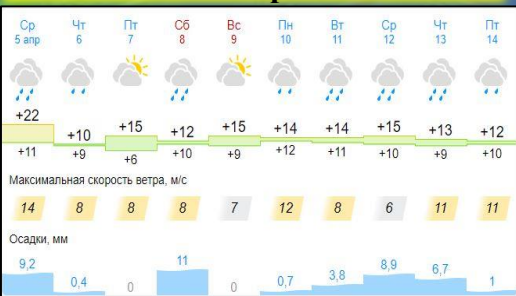 Ср Чт Пт Сб Вс Пн Вт Ср Чт Пт
5 апр 6 7 8 9 10 11 12 13 14
+22 +10 +15 +12 +15 +14 +14 +15 +13 +12
+11 +9 +6 +10 +9 +12 +11 +10 +9 +10
Максимальная скорость ветра, м/с
14 8 8 8 7 12 8 6 11 11
Осадки, мм
9,2 0,4 0 11 0 0,7 3,8 8,9 6,7 1